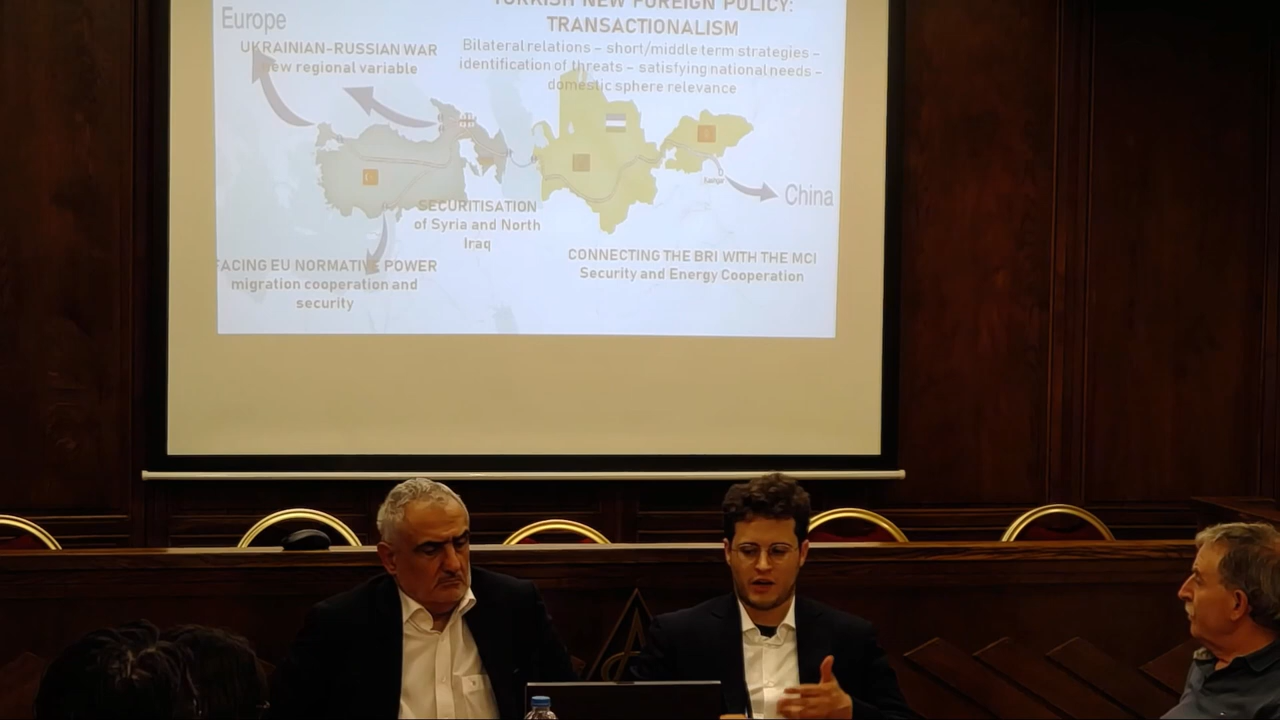 Europe
TURKISH NEW FOREIGN POLICY:
TRANSACTIONALISM
UKRAINIAN-RUSSIAN WAR
new regional variable
Bilateral relations – short/middle term strategies –
identification of threats – satisfying national needs –
domestic sphere relevance
China
SECURITISATION
of Syria and North
Iraq
CONNECTING THE BRI WITH THE MCI
Security and Energy Cooperation
FACING EU NORMATIVE POWER
migration cooperation and
security